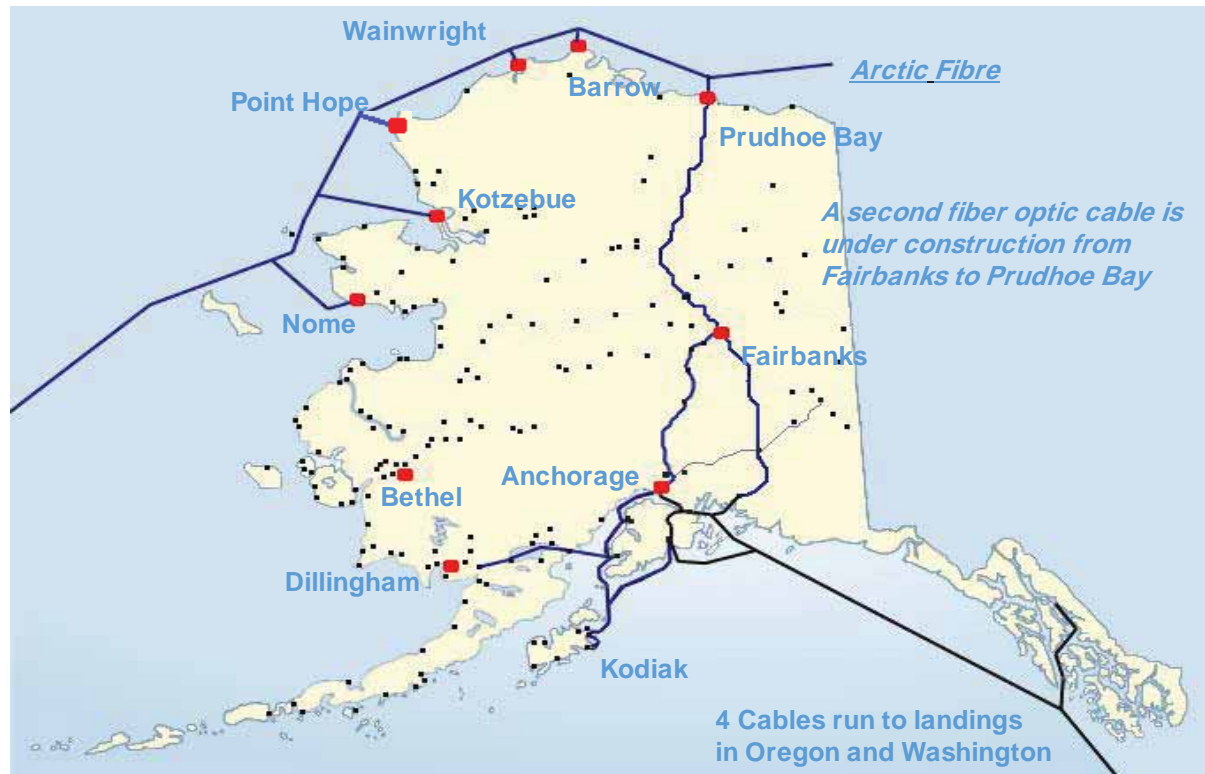 Wainwright
Barrow
Arctic Fibre
Point Hope
Prudhoe Bay
Kotzebue
A second fiber optic cable is
under construction from
Fairbanks to Prudhoe Bay
Nome
Fairbanks
Anchorage
Bethel
Dillingham
Kodiak
4 Cables run to landings
in Oregon and Washington